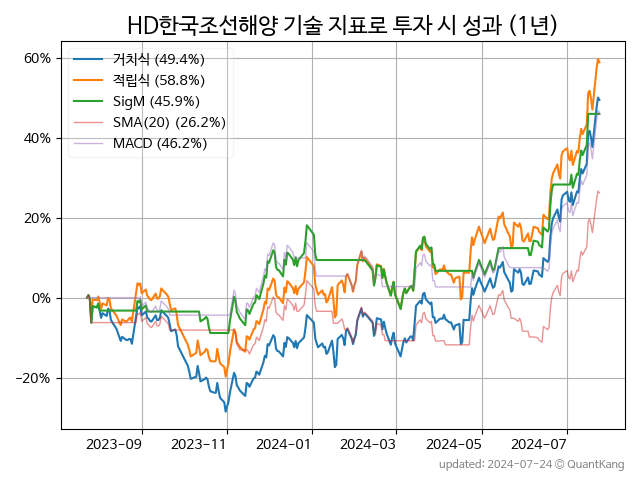 HD한국조선해양 기술 지표로 투자 시 성과 (1년)
거치식 (49.4%)
적립식 (58.8%)
SigM (45.9%)
SMA(20) (26.2%)
MACD (46.2%)
60%
40%
20%
0%
−20%
2023-09 2023-11 2024-01 2024-03 2024-05 2024-07
updated: 2024-07-24 © QuantKang